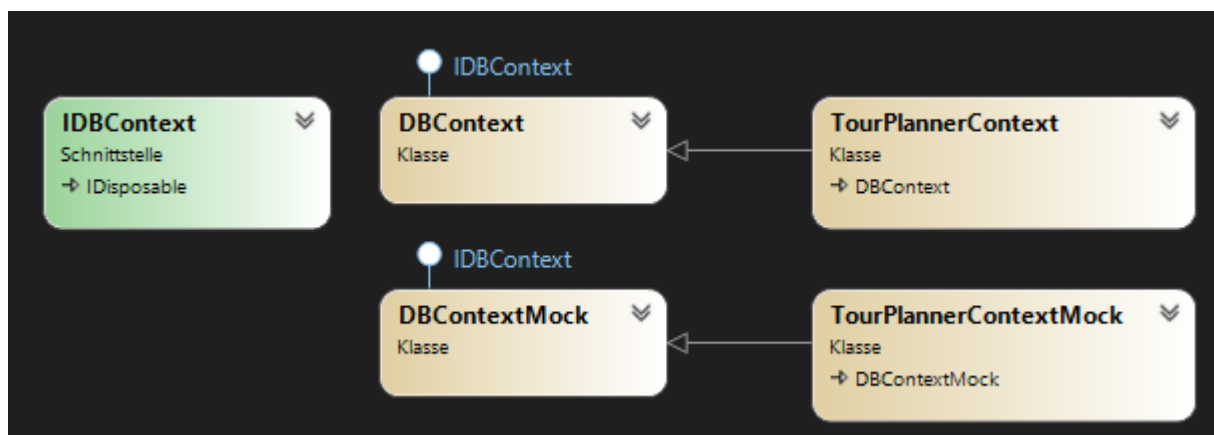 IDBContext
IDBContext
Schnittstelle
IDisposable
DBContext
Klasse
TourPlannerContext
Klasse
DBContext
IDBContext
DBContextMock
Klasse
TourPlannerContextMock
Klasse
DBContextMock